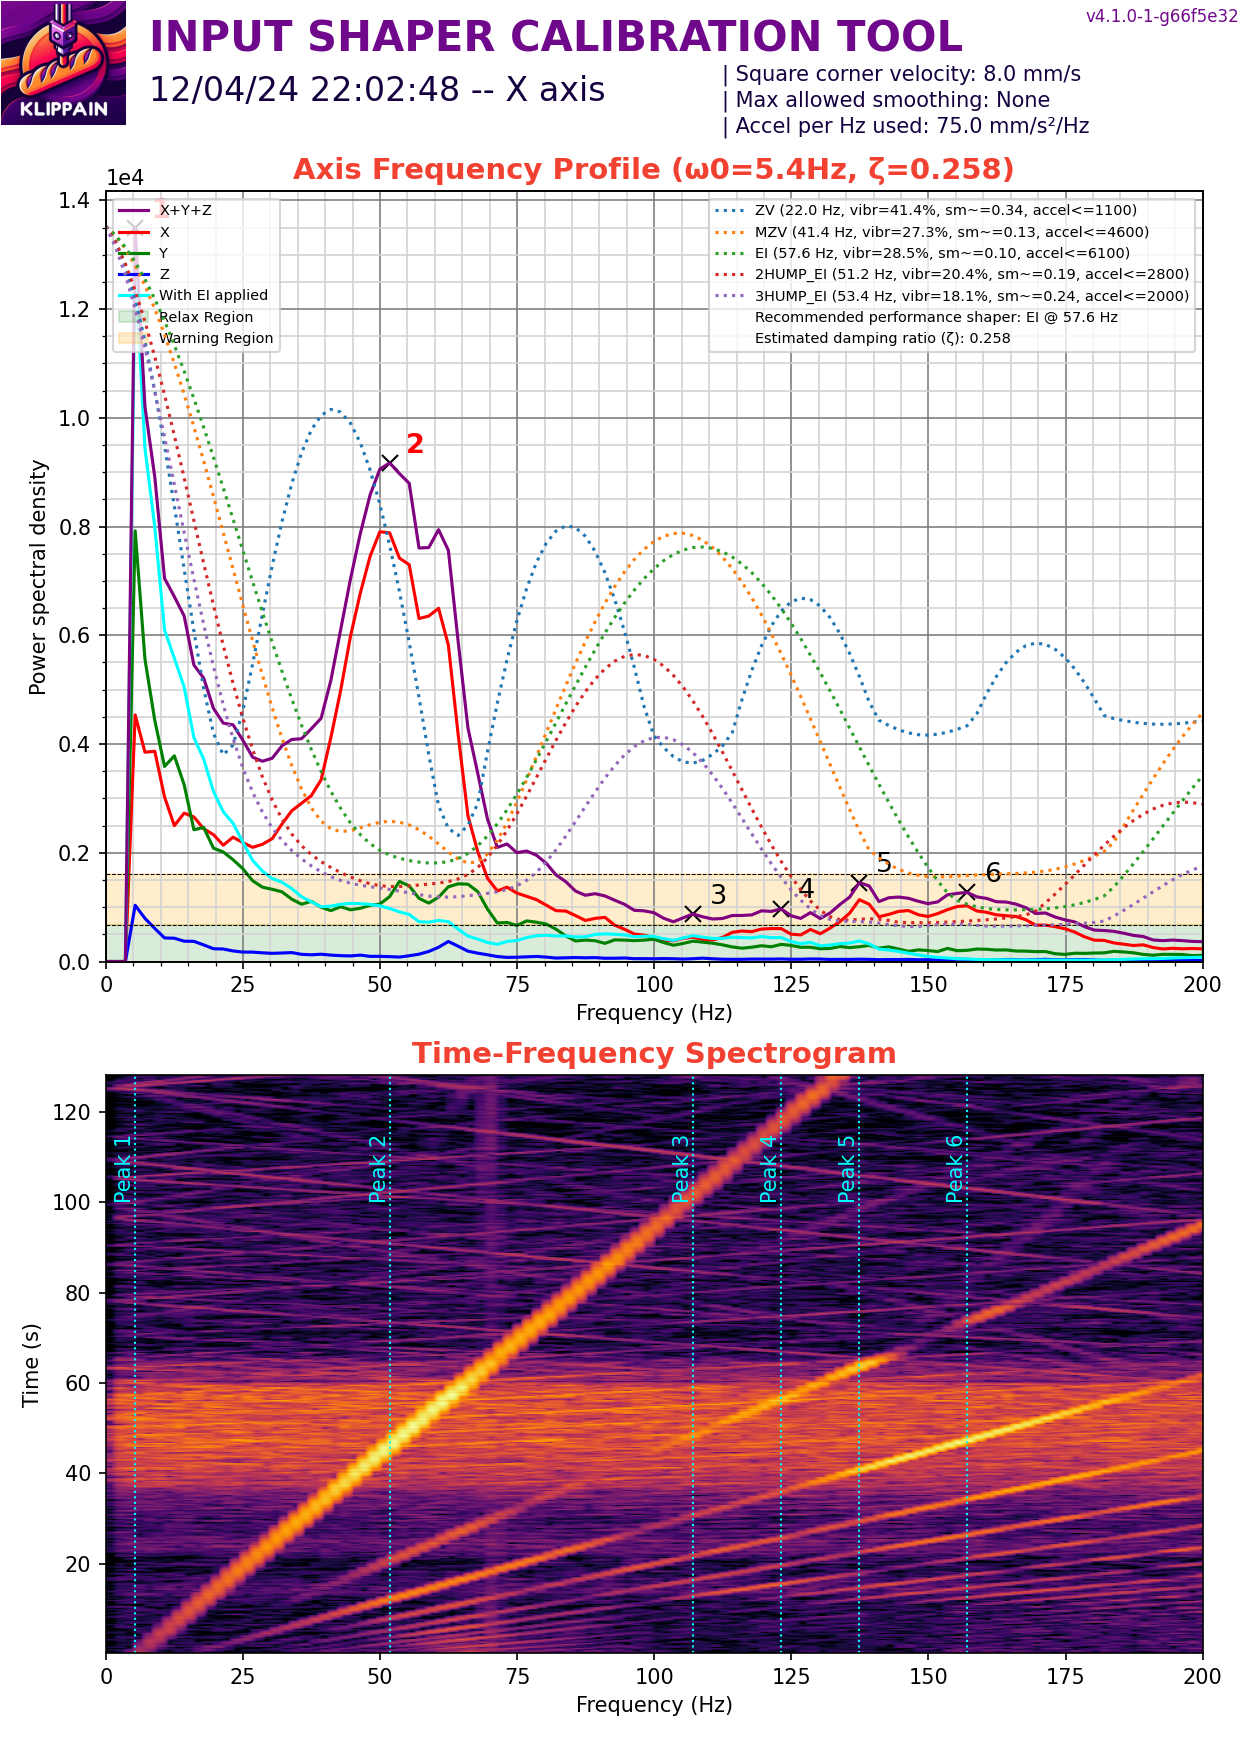 v4.1.0-1-g66f5e32
INPUT SHAPER CALIBRATION TOOL
12/04/24 22:02:48 -- X axis
| Square corner velocity: 8.0 mm/s
| Max allowed smoothing: None
| Accel per Hz used: 75.0 mm/s²/Hz
KLIPPAIN
Axis Frequency Profile (ω0=5.4Hz, ζ=0.258)
1e4
X+Y+Z
X
Y
Z
With EI applied
Relax Region
Warning Region
ZV (22.0 Hz, vibr=41.4%, sm~=0.34, accel<=1100)
MZV (41.4 Hz, vibr=27.3%, sm~=0.13, accel<=4600)
EI (57.6 Hz, vibr=28.5%, sm~=0.10, accel<=6100)
2HUMP_EI (51.2 Hz, vibr=20.4%, sm~=0.19, accel<=2800)
3HUMP_EI (53.4 Hz, vibr=18.1%, sm~=0.24, accel<=2000)
Recommended performance shaper: EI @ 57.6 Hz
Estimated damping ratio (ζ): 0.258
1
2
3
4
5
6
Power spectral density
1.4
1.2
1.0
0.8
0.6
0.4
0.2
0.0
0 25 50 75 100 125 150 175 200
Frequency (Hz)
Time-Frequency Spectrogram
Time (s)
120
100
80
60
40
20
Peak 1
Peak 2
Peak 3
Peak 4
Peak 5
Peak 6
0 25 50 75 100 125 150 175 200
Frequency (Hz)